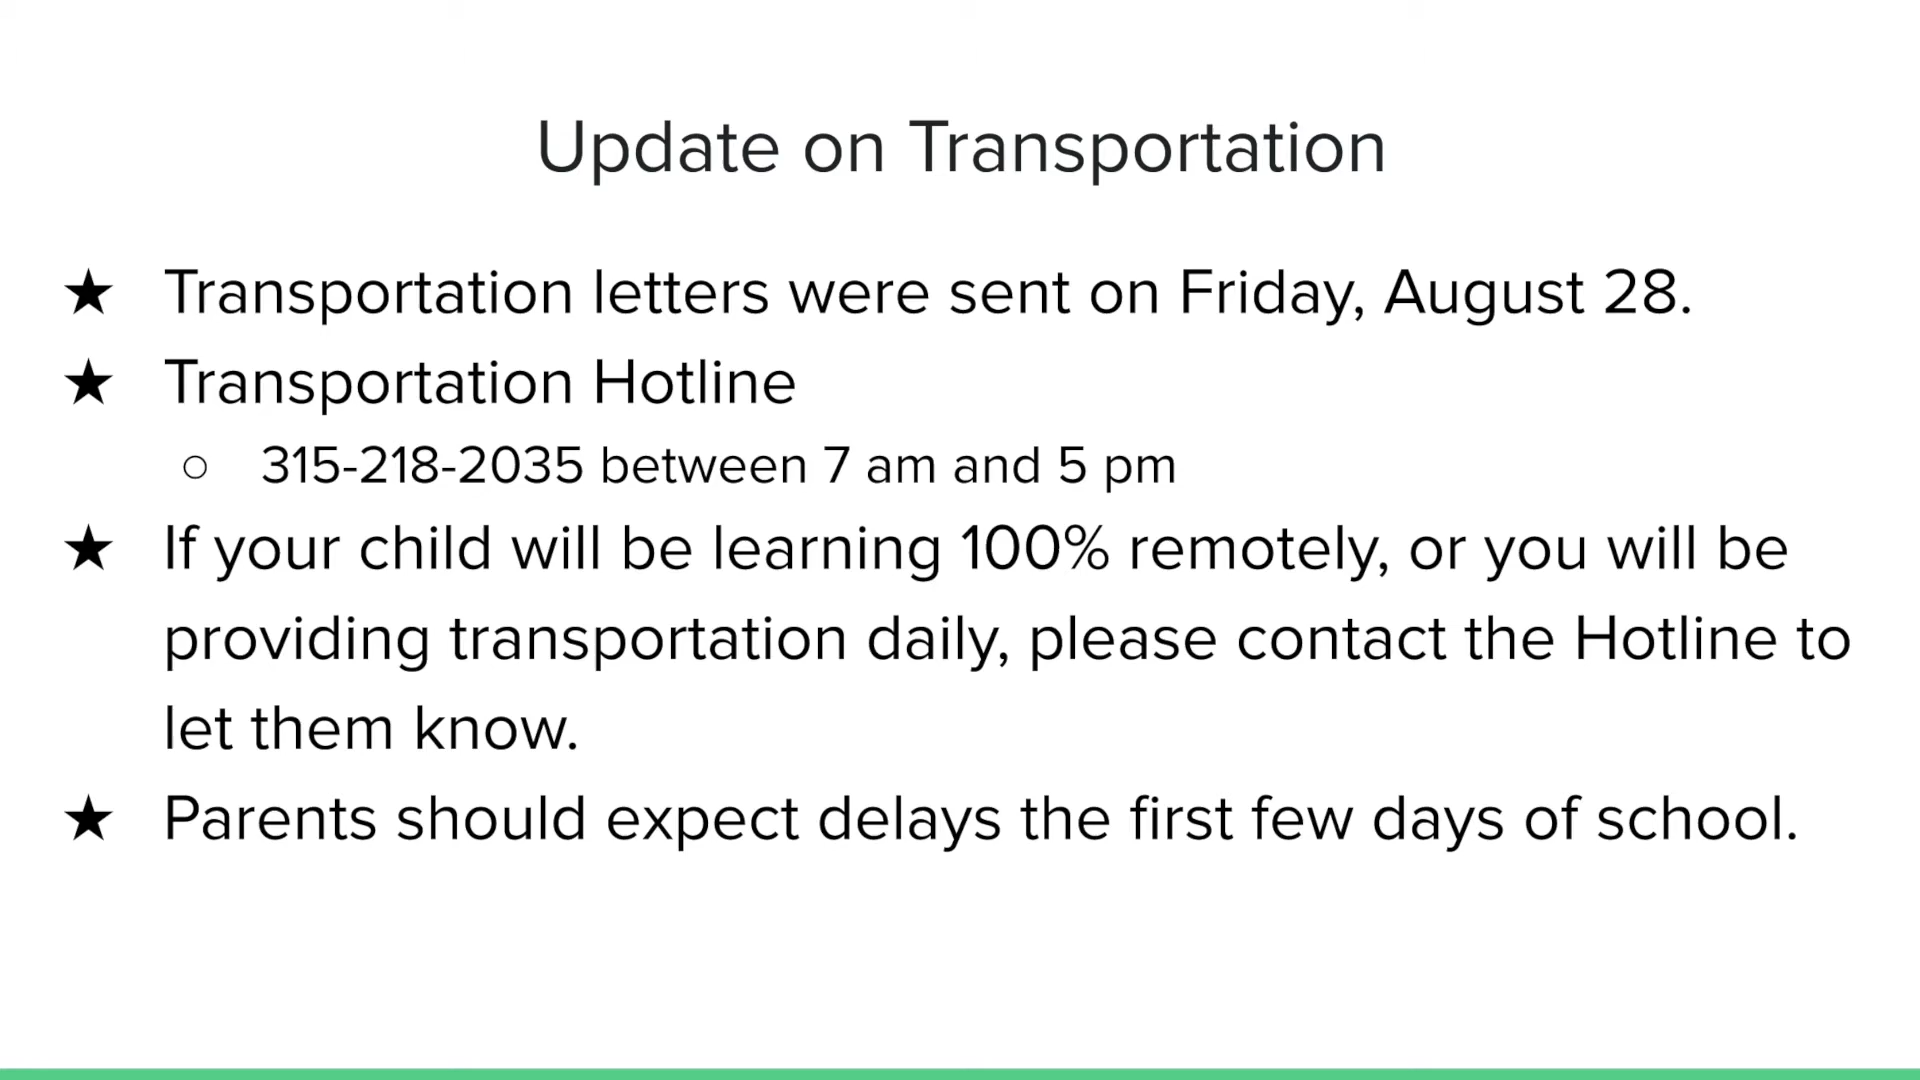 Update on Transportation
★ Transportation letters were sent on Friday, August 28.
★ Transportation Hotline
○ 315-218-2035 between 7 am and 5 pm
★ If your child will be learning 100% remotely, or you will be
providing transportation daily, please contact the Hotline to
let them know.
★ Parents should expect delays the first few days of school.